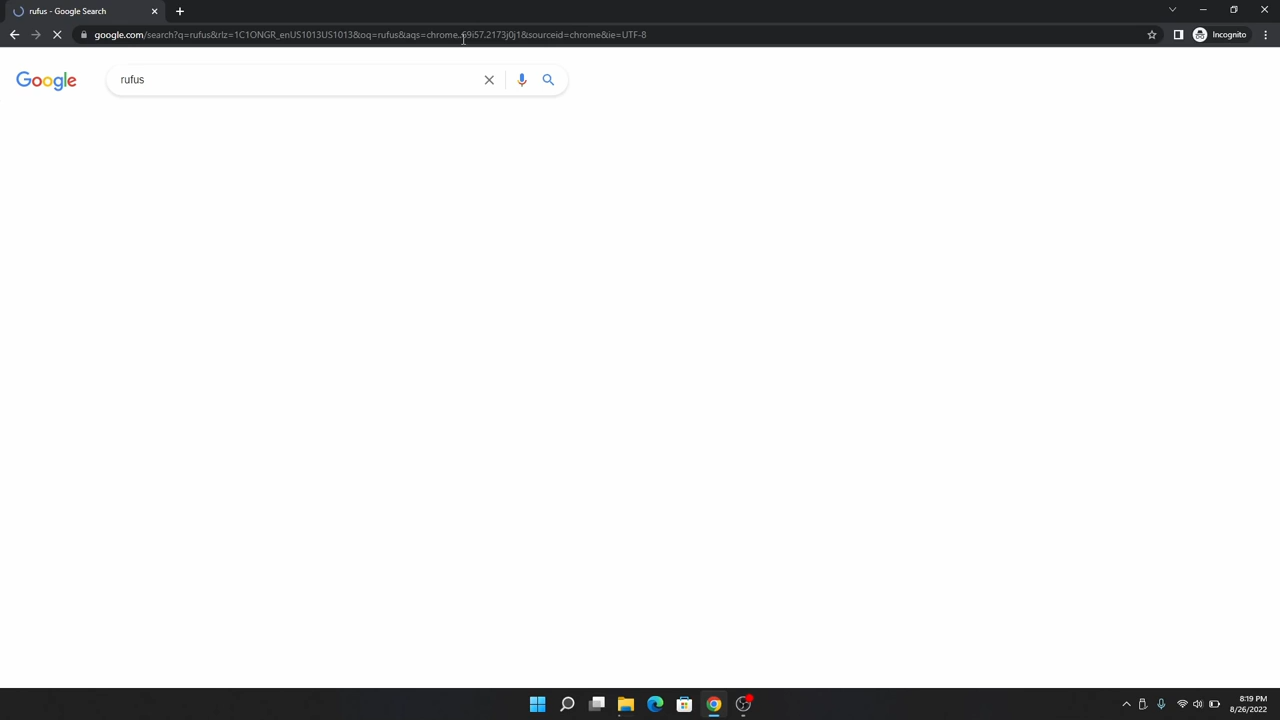 rufus - Google Search
google.com/search?q=rufus&rlz=1C1ONGR_enUS1013US1013&oq=rufus&aqs=chrome..69i57.2173j0j1&sourceid=chrome&ie=UTF-8
Incognito
Google
rufus
8:19 PM
8/26/2022